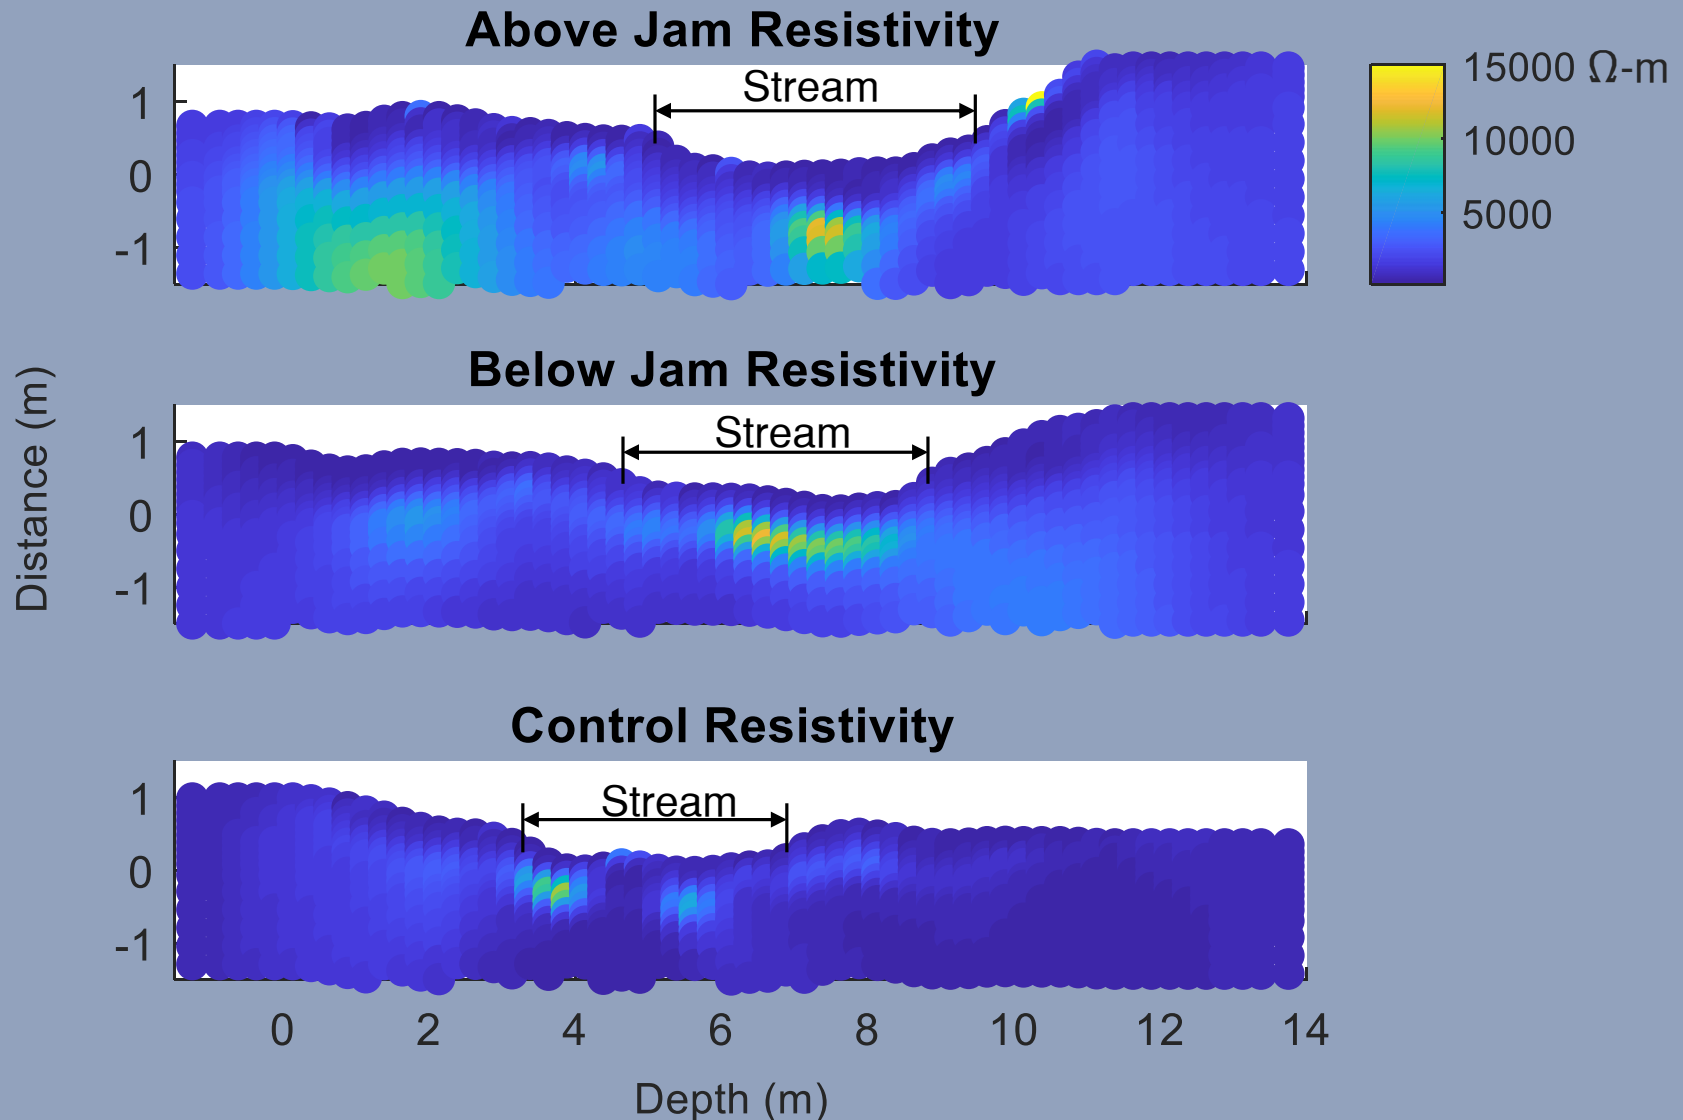 Above Jam Resistivity
Stream
1
0
-1
15000 Ω-m
10000
5000
Below Jam Resistivity
Stream
1
0
-1
Distance (m)
Control Resistivity
Stream
1
0
-1
0 2 4 6 8 10 12 14
Depth (m)